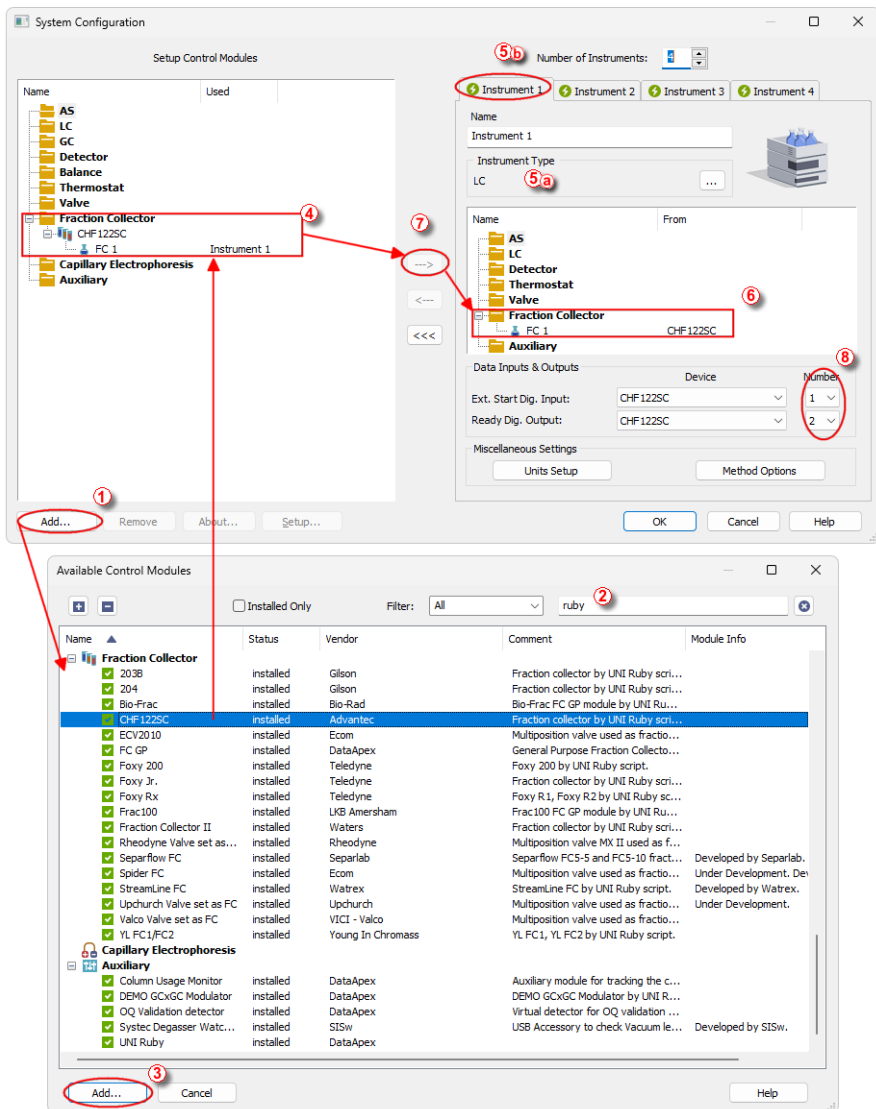 System Configuration
Setup Control Modules
5b Number of Instruments: 4
Name Used
AS
LC
GC
Detector
Balance
Thermostat
Valve
Fraction Collector
CHF122SC
FC 1 Instrument 1
Capillary Electrophoresis
Auxiliary
4
7
--->
<---
<<<
Instrument 1 Instrument 2 Instrument 3 Instrument 4
Name
Instrument 1
Instrument Type
LC 5a ...
Name From
AS
LC
Detector
Thermostat
Valve
6
Fraction Collector
FC 1 CHF122SC
Auxiliary
8
Data Inputs & Outputs
Device Number
Ext. Start Dig. Input: CHF122SC 1
Ready Dig. Output: CHF122SC 2
Miscellaneous Settings
Units Setup Method Options
1
Add... Remove About... Setup... OK Cancel Help
Available Control Modules
Installed Only Filter: All ruby 2
Name Status Vendor Comment Module Info
Fraction Collector
203B installed Gilson Fraction collector by UNI Ruby scri...
204 installed Gilson Fraction collector by UNI Ruby scri...
Bio-Frac installed Bio-Rad Bio-Frac FC GP module by UNI Ru...
CHF122SC installed Advantec Fraction collector by UNI Ruby scri...
ECV2010 installed Ecom Multiposition valve used as fractio...
FC GP installed DataApex General Purpose Fraction Collecto...
Foxy 200 installed Teledyne Foxy 200 by UNI Ruby script.
Foxy Jr. installed Teledyne Fraction collector by UNI Ruby scri...
Foxy Rx installed Teledyne Foxy R1, Foxy R2 by UNI Ruby sc...
Frac100 installed LKB Amersham Frac100 FC GP module by UNI Ru...
Fraction Collector II installed Waters Fraction collector by UNI Ruby scri...
Rheodyne Valve set as... installed Rheodyne Multiposition valve MX II used as f...
Separflow FC installed Separlab Separflow FC5-5 and FC5-10 fract... Developed by Separlab.
Spider FC installed Ecom Multiposition valve used as fractio... Under Development. Dev
StreamLine FC installed Watrex StreamLine FC by UNI Ruby script. Developed by Watrex.
Upchurch Valve set as FC installed Upchurch Multiposition valve used as fractio... Under Development.
Valco Valve set as FC installed VICI - Valco Multiposition valve used as fractio...
YL FC1/FC2 installed Young In Chromass YL FC1, YL FC2 by UNI Ruby script.
Capillary Electrophoresis
Auxiliary
Column Usage Monitor installed DataApex Auxiliary module for tracking the c...
DEMO GCxGC Modulator installed DataApex DEMO GCxGC Modulator by UNI R...
OQ Validation detector installed DataApex Virtual detector for OQ validation ...
Systec Degasser Watc... installed SISw USB Accessory to check Vacuum le... Developed by SISw.
UNI Ruby installed DataApex
3
Add... Cancel Help